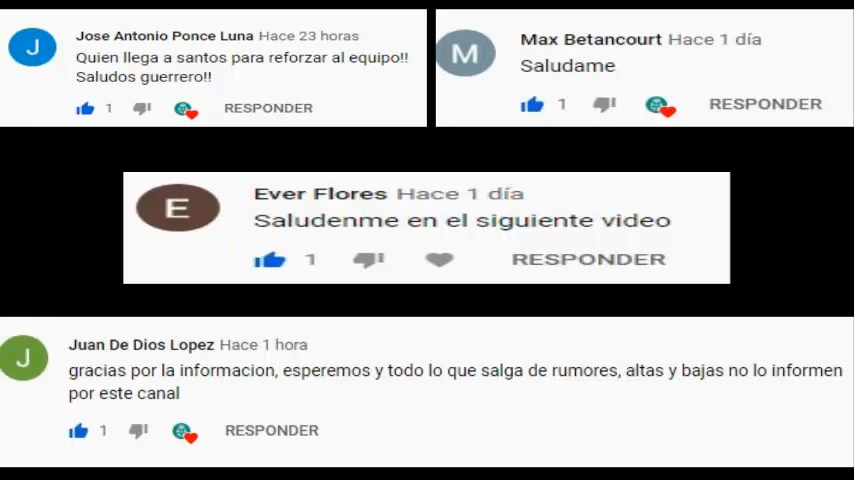 J
Jose Antonio Ponce Luna Hace 23 horas
Quien llega a santos para reforzar al equipo!!
Saludos guerrero!!
1 RESPONDER
M
Max Betancourt Hace 1 día
Saludame
1 RESPONDER
E
Ever Flores Hace 1 día
Saludenme en el siguiente video
1 RESPONDER
J
Juan De Dios Lopez Hace 1 hora
gracias por la informacion, esperemos y todo lo que salga de rumores, altas y bajas no lo informen
por este canal
1 RESPONDER